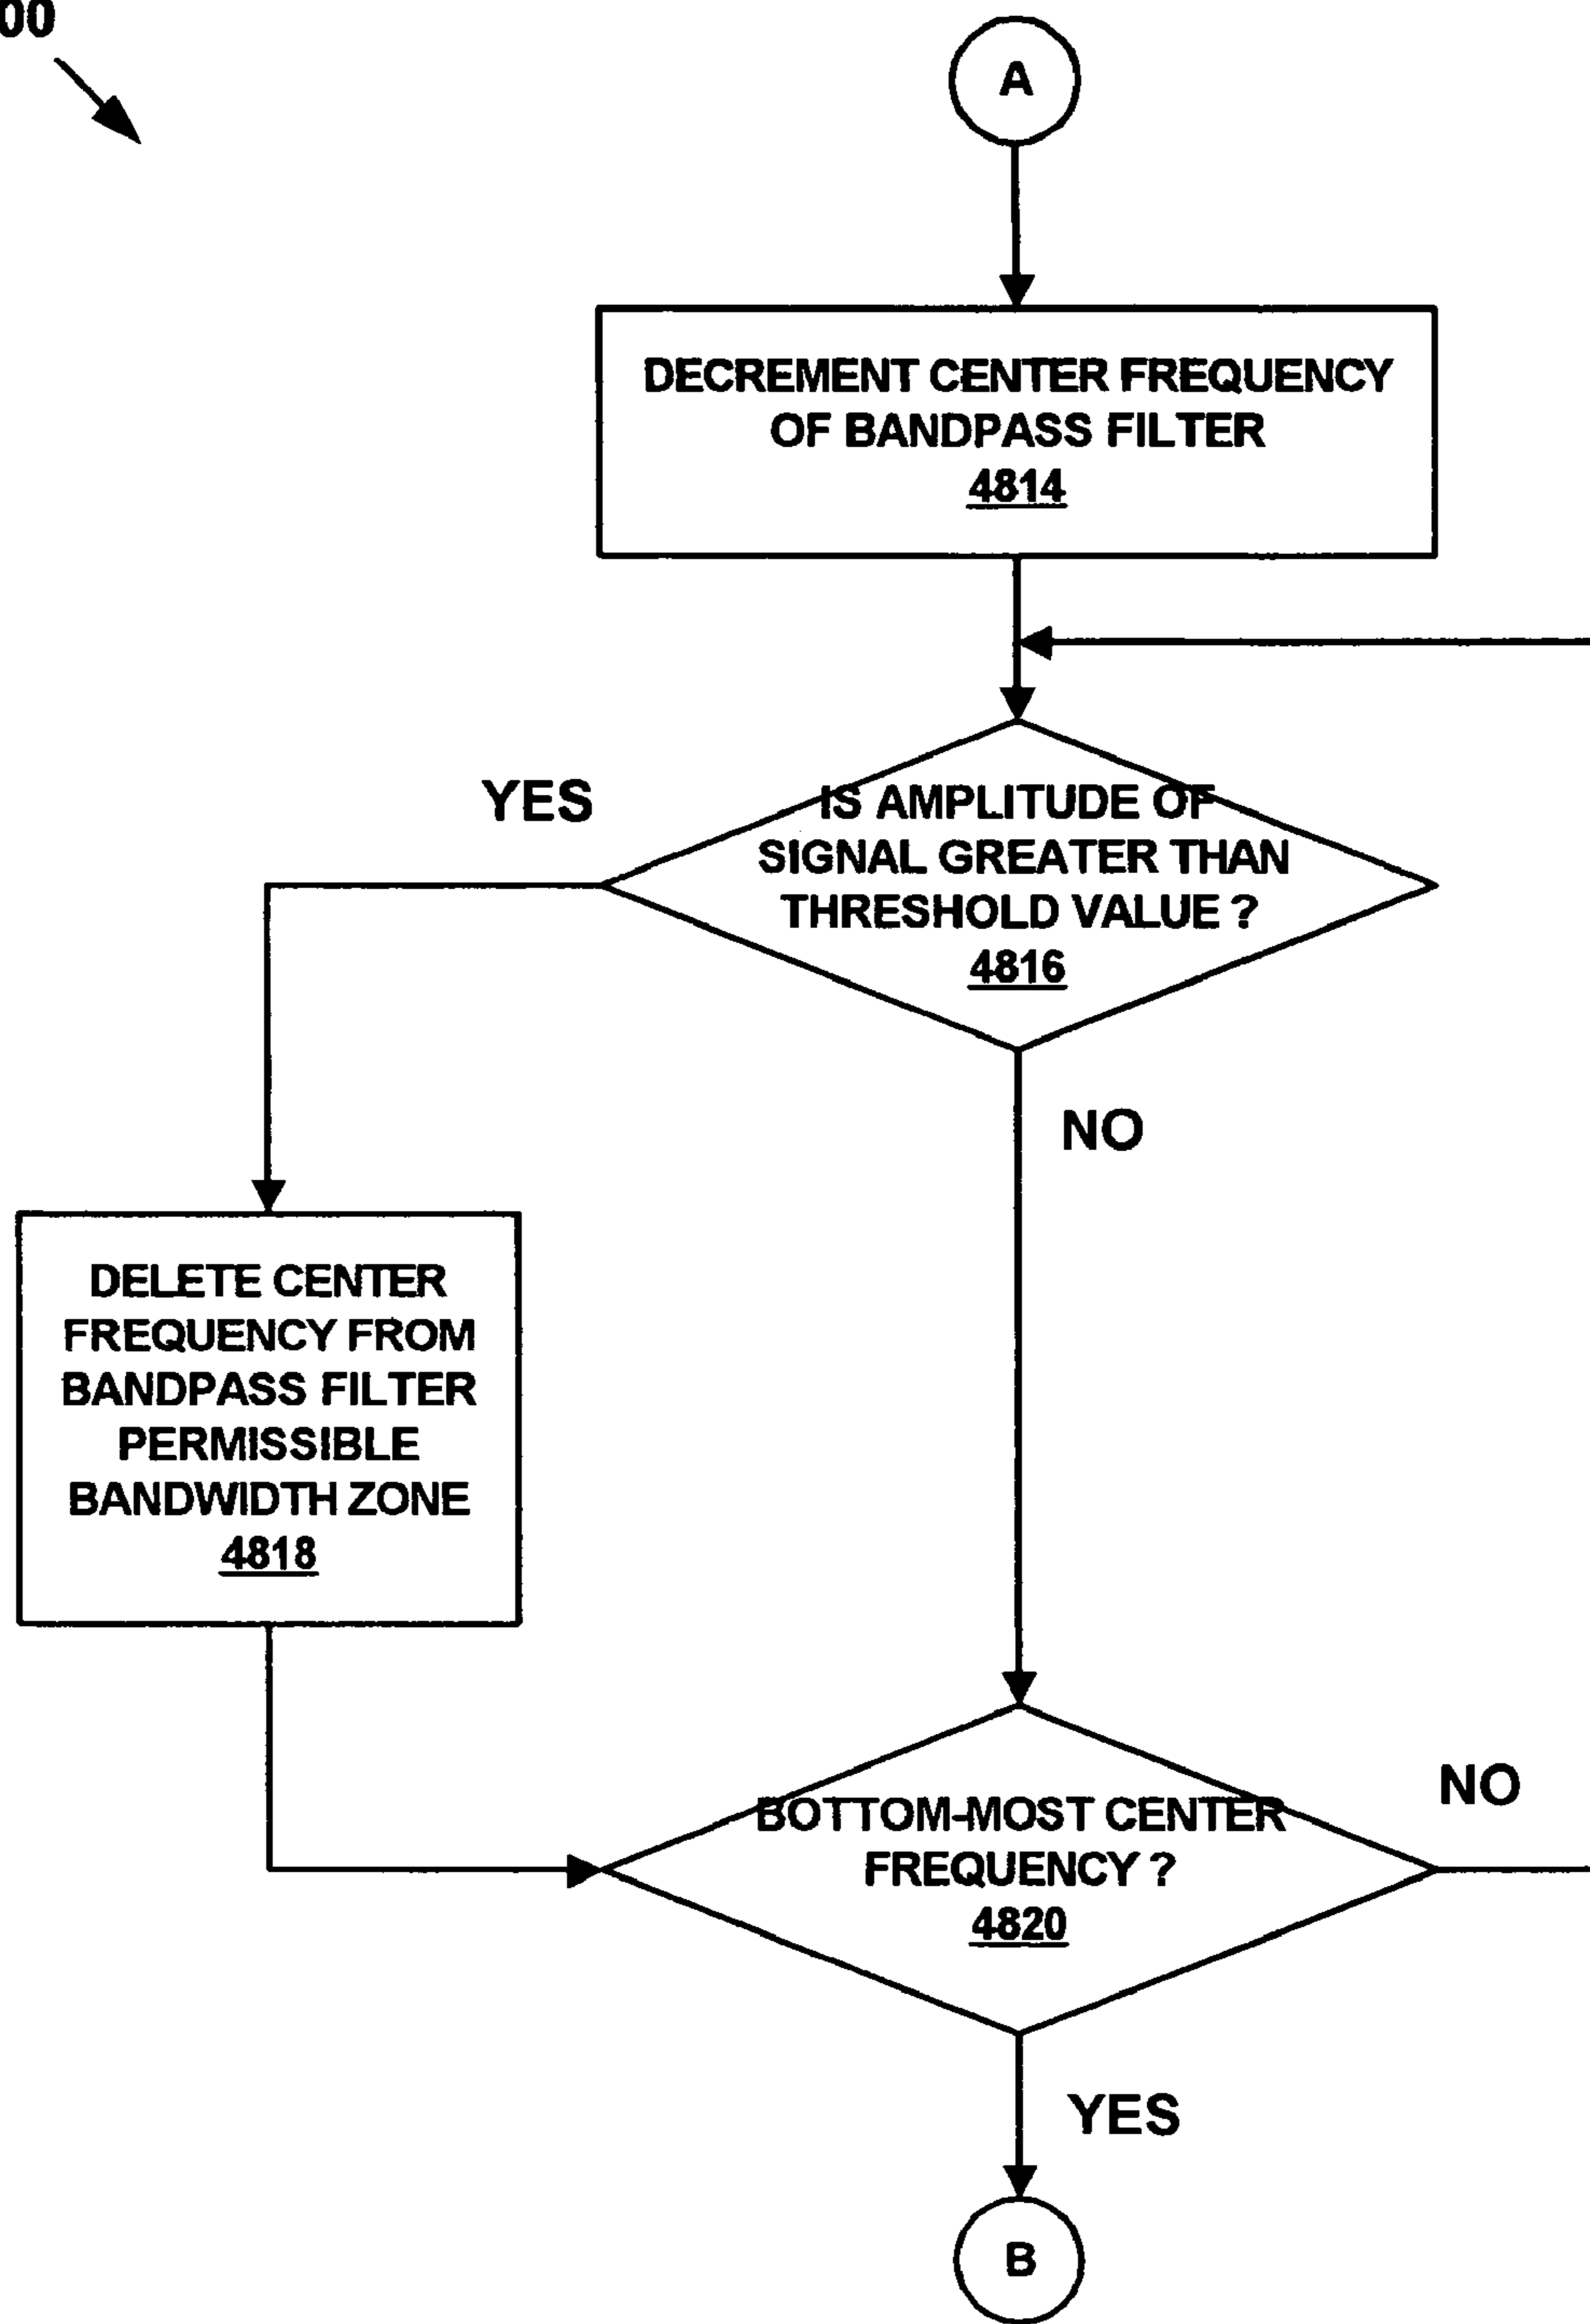 00
A
DECREMENT CENTER FREQUENCY
OF BANDPASS FILTER
4814
YES
IS AMPLITUDE OF
SIGNAL GREATER THAN
THRESHOLD VALUE ?
4816
NO
DELETE CENTER
FREQUENCY FROM
BANDPASS FILTER
PERMISSIBLE
BANDWIDTH ZONE
4818
BOTTOM-MOST CENTER
FREQUENCY ?
4820
NO
YES
B